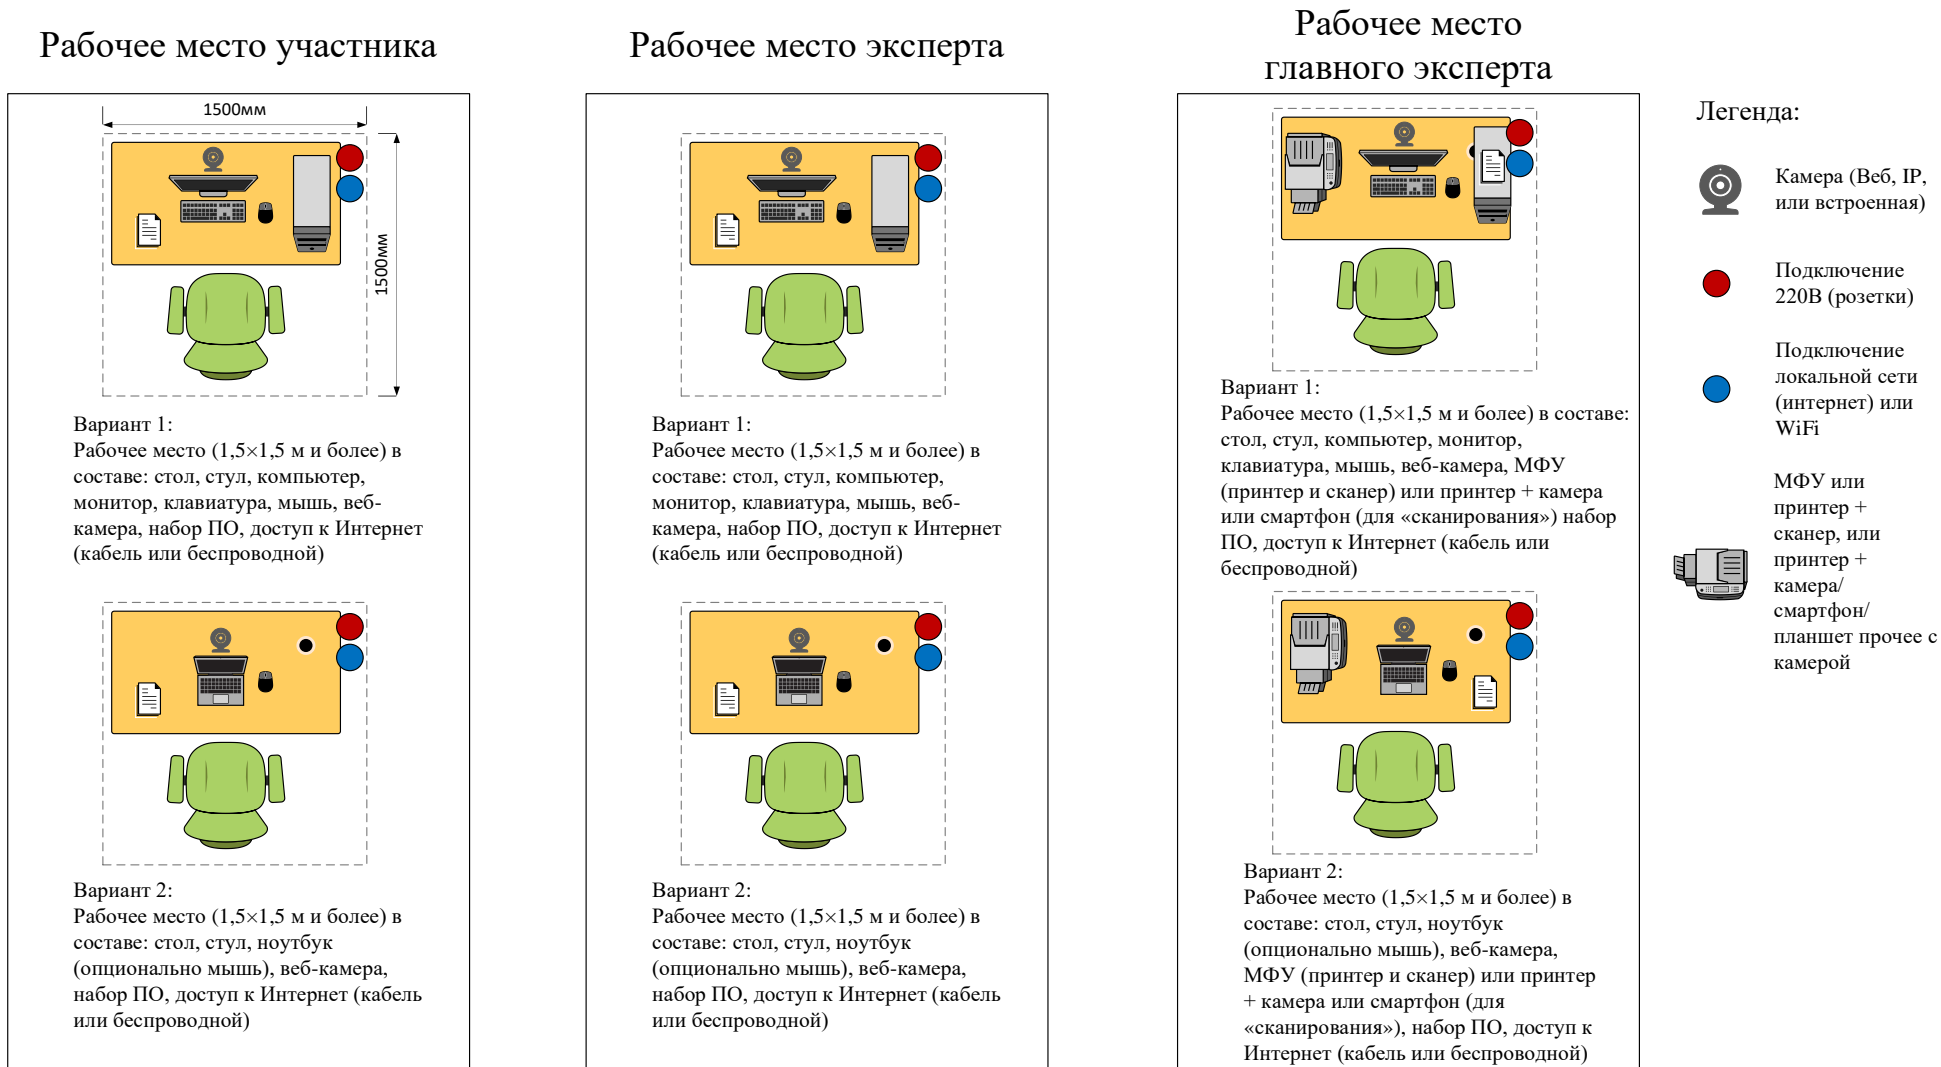 Рабочее место участника
1500мм
1500мм
Вариант 1:
Рабочее место (1,5×1,5 м и более) в
составе: стол, стул, компьютер,
монитор, клавиатура, мышь, веб-
камера, набор ПО, доступ к Интернет
(кабель или беспроводной)
Вариант 2:
Рабочее место (1,5×1,5 м и более) в
составе: стол, стул, ноутбук
(опционально мышь), веб-камера,
набор ПО, доступ к Интернет (кабель
или беспроводной)
Рабочее место эксперта
Вариант 1:
Рабочее место (1,5×1,5 м и более) в
составе: стол, стул, компьютер,
монитор, клавиатура, мышь, веб-
камера, набор ПО, доступ к Интернет
(кабель или беспроводной)
Вариант 2:
Рабочее место (1,5×1,5 м и более) в
составе: стол, стул, ноутбук
(опционально мышь), веб-камера,
набор ПО, доступ к Интернет (кабель
или беспроводной)
Рабочее место
главного эксперта
Вариант 1:
Рабочее место (1,5×1,5 м и более) в составе:
стол, стул, компьютер, монитор,
клавиатура, мышь, веб-камера, МФУ
(принтер и сканер) или принтер + камера
или смартфон (для «сканирования») набор
ПО, доступ к Интернет (кабель или
беспроводной)
Вариант 2:
Рабочее место (1,5×1,5 м и более) в
составе: стол, стул, ноутбук
(опционально мышь), веб-камера,
МФУ (принтер и сканер) или принтер
+ камера или смартфон (для
«сканирования»), набор ПО, доступ к
Интернет (кабель или беспроводной)
Легенда:
Камера (Веб, IP,
или встроенная)
Подключение
220В (розетки)
Подключение
локальной сети
(интернет) или
WiFi
МФУ или
принтер +
сканер, или
принтер +
камера/
смартфон/
планшет прочее с
камерой